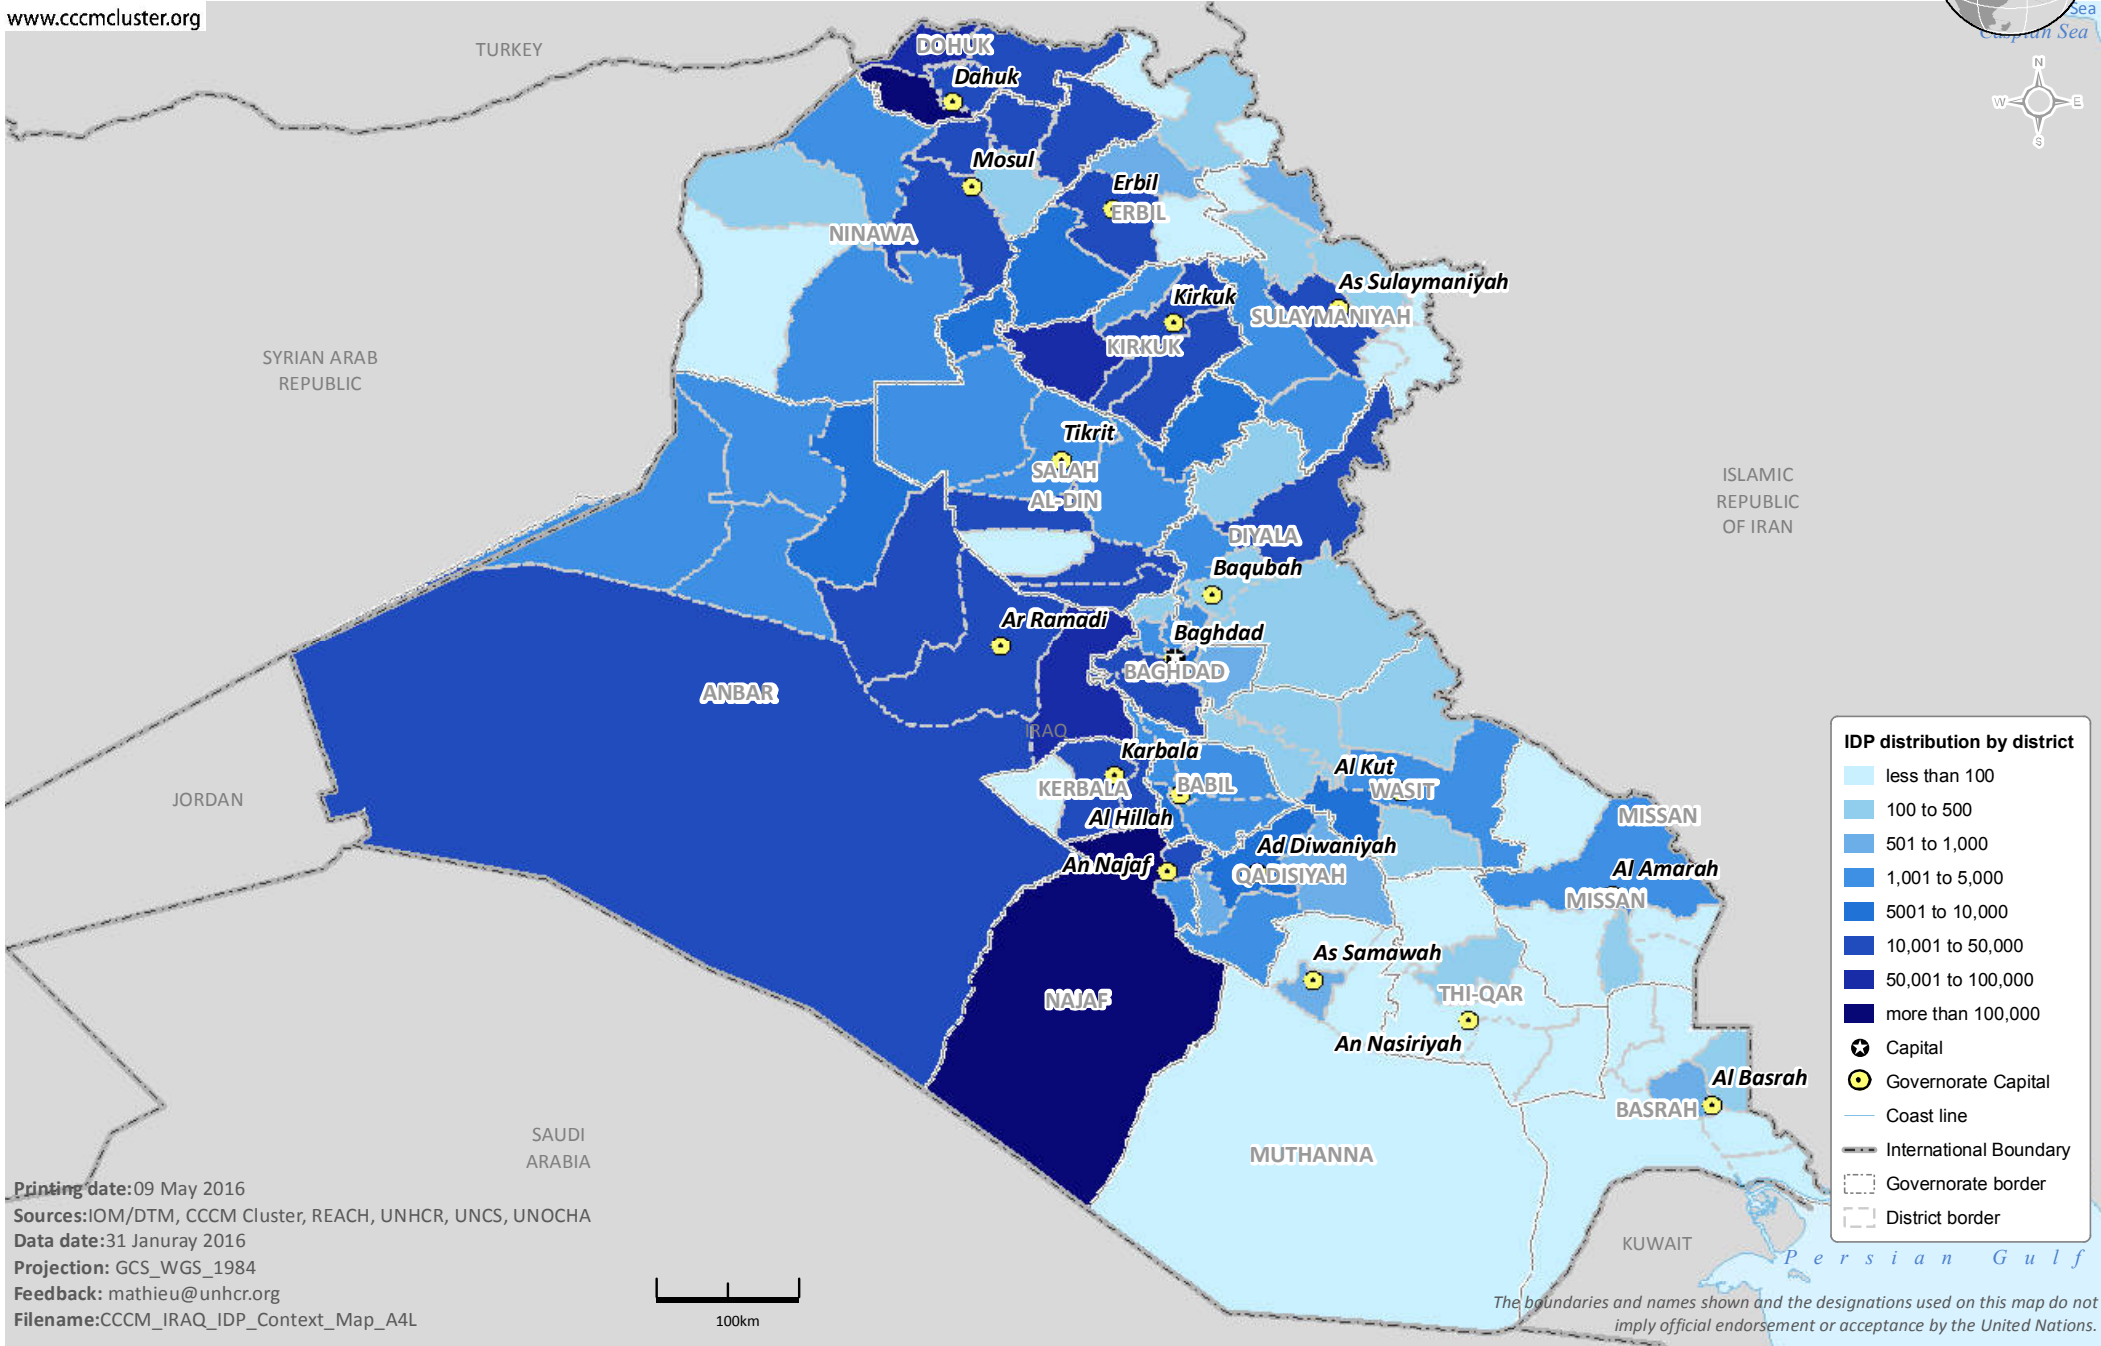 www.cccmcluster.org
Sea
Caspian Sea
TURKEY
N
W
E
S
DOHUK
Dahuk
Mosul
Erbil
ERBIL
NINAWA
As Sulaymaniyah
Kirkuk
SULAYMANIYAH
KIRKUK
SYRIAN ARAB
REPUBLIC
Tikrit
SALAH
AL-DIN
ISLAMIC
REPUBLIC
OF IRAN
DIYALA
Baqubah
Ar Ramadi
Baghdad
BAGHDAD
ANBAR
IRAQ
Karbala
Al Kut
KERBALA
BABIL
WASIT
JORDAN
Al Hillah
MISSAN
Ad Diwaniyah
An Najaf
QADISIYAH
Al Amarah
MISSAN
As Samawah
NAJAF
THI-QAR
An Nasiriyah
Al Basrah
BASRAH
SAUDI
ARABIA
MUTHANNA
KUWAIT
Persian Gulf
IDP distribution by district
less than 100
100 to 500
501 to 1,000
1,001 to 5,000
5001 to 10,000
10,001 to 50,000
50,001 to 100,000
more than 100,000
Capital
Governorate Capital
Coast line
International Boundary
Governorate border
District border
Printing date:09 May 2016
Sources:IOM/DTM, CCCM Cluster, REACH, UNHCR, UNCS, UNOCHA
Data date:31 Januray 2016
Projection: GCS_WGS_1984
Feedback: mathieu@unhcr.org
Filename:CCCM_IRAQ_IDP_Context_Map_A4L
100km
The boundaries and names shown and the designations used on this map do not
imply official endorsement or acceptance by the United Nations.